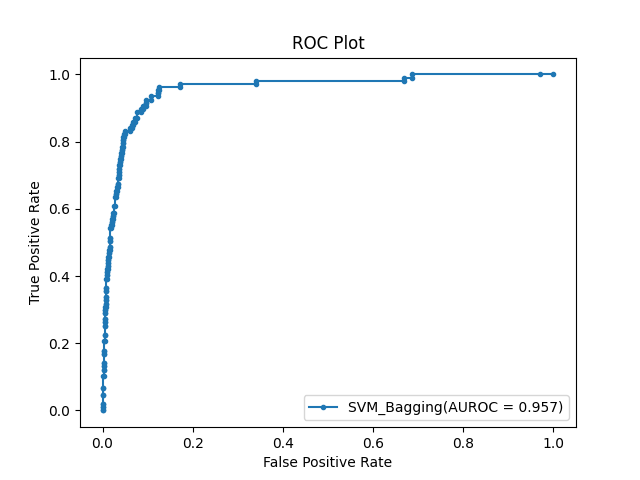 ROC Plot
True Positive Rate
1.0
0.8
0.6
0.4
0.2
0.0
SVM_Bagging(AUROC = 0.957)
0.0 0.2 0.4 0.6 0.8 1.0
False Positive Rate